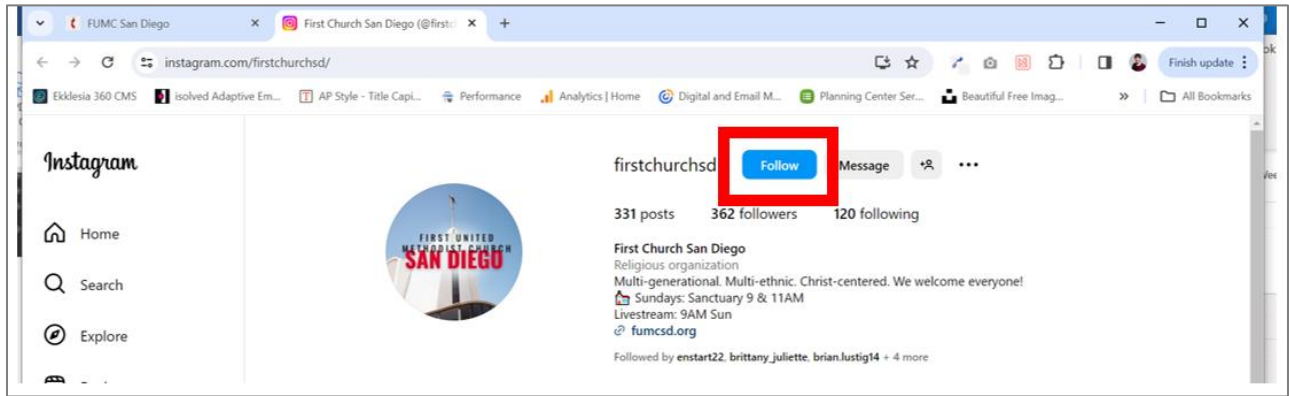 FUMC San Diego
First Church San Diego (@firstc
instagram.com/firstchurchsd/
Finish update
Ekklesia 360 CMS isolved Adaptive Em... AP Style - Title Capi... Performance Analytics | Home Digital and Email M... Planning Center Ser... Beautiful Free Imag... » All Bookmarks
Instagram
Home
Search
Explore
FIRST UNITED
METHODIST CHURCH
SAN DIEGO
firstchurchsd Follow Message
331 posts 362 followers 120 following
First Church San Diego
Religious organization
Multi-generational. Multi-ethnic. Christ-centered. We welcome everyone!
Sundays: Sanctuary 9 & 11AM
Livestream: 9AM Sun
fumcsd.org
Followed by enstart22, brittany_juliette, brian.lustig14 + 4 more